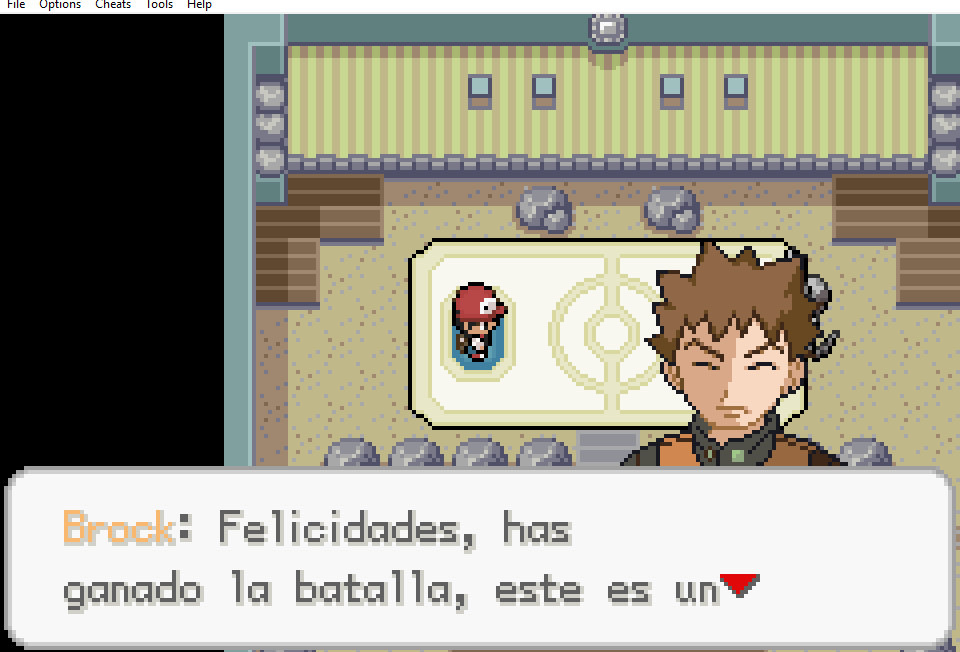 File Options Cheats Tools Help
Brock: Felicidades, has
ganado la batalla, este es un